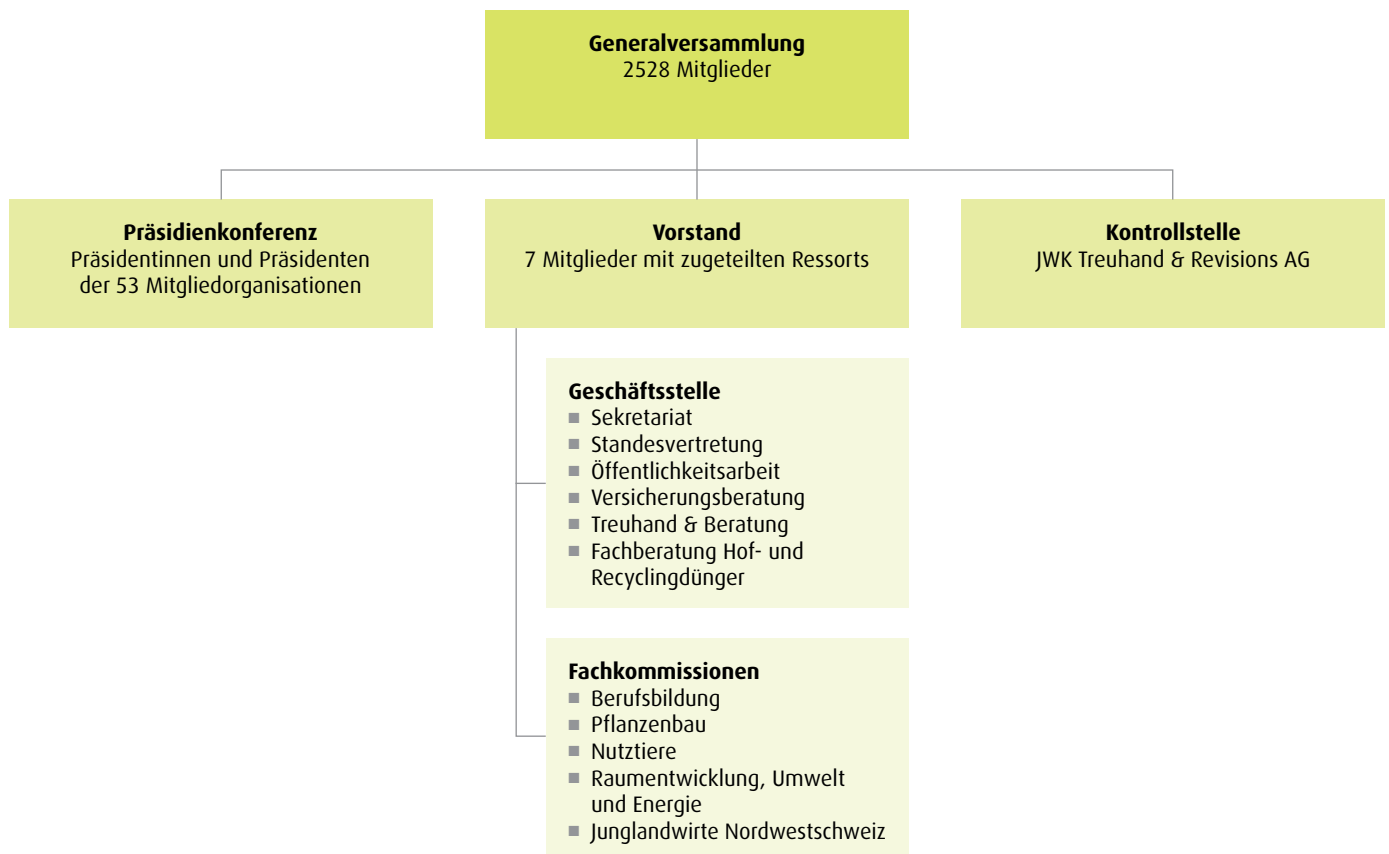 Generalversammlung
2528 Mitglieder
Präsidienkonferenz
Präsidentinnen und Präsidenten
der 53 Mitgliedorganisationen
Vorstand
7 Mitglieder mit zugeteilten Ressorts
Kontrollstelle
JWK Treuhand & Revisions AG
Geschäftsstelle
■ Sekretariat
■ Standesvertretung
■ Öffentlichkeitsarbeit
■ Versicherungsberatung
■ Treuhand & Beratung
■ Fachberatung Hof- und
Recyclingdünger
Fachkommissionen
■ Berufsbildung
■ Pflanzenbau
■ Nutztiere
■ Raumentwicklung, Umwelt
und Energie
■ Junglandwirte Nordwestschweiz